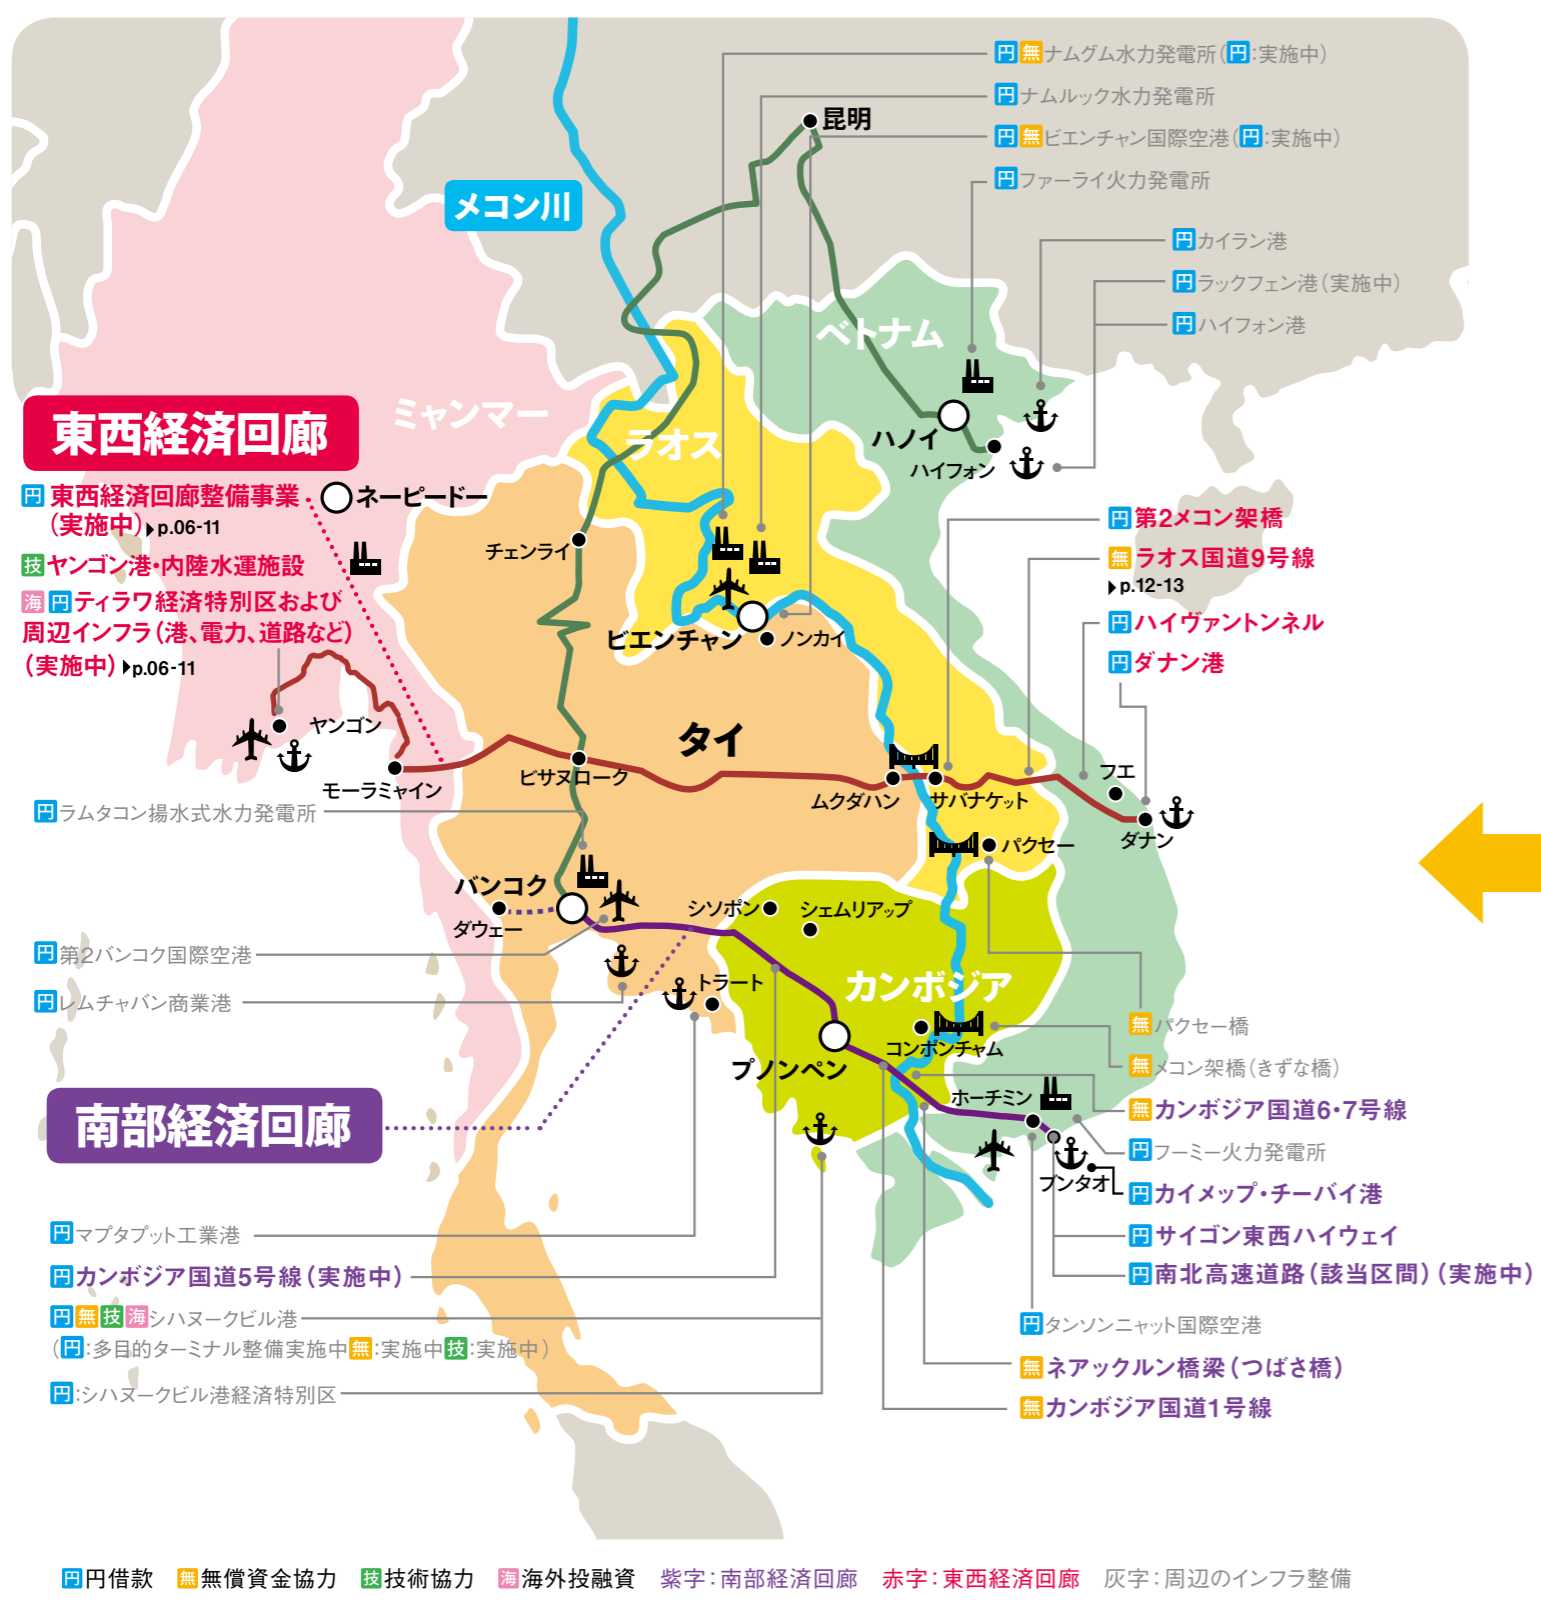 円無ナムグム水力発電所(円:実施中)
円ナムルック水力発電所
昆明
円無ビエンチャン国際空港(円:実施中)
円ファーライ火力発電所
メコン川
円カイラン港
円ラックフェン港(実施中)
円ハイフォン港
ベトナム
ミャンマー
ラオス
ハノイ
ハイフォン
東西経済回廊
円東西経済回廊整備事業
(実施中)▶p.06-11
ネーピードー
技ヤンゴン港・内陸水運施設
海円ティラワ経済特別区および
周辺インフラ(港、電力、道路など)
(実施中)▶p.06-11
チェンライ
円第2メコン架橋
無ラオス国道9号線
▶p.12-13
円ハイヴァントンネル
円ダナン港
ビエンチャン
ノンカイ
ヤンゴン
タイ
モーラミャイン
ピサヌローク
ムクダハン
サバナケット
フエ
ダナン
円ラムタコン揚水式水力発電所
パクセー
バンコク
ダウェー
シソポン
シェムリアップ
円第2バンコク国際空港
円レムチャバン商業港
トラート
カンボジア
コンポンチャム
プノンペン
無パクセー橋
無メコン架橋(きずな橋)
無カンボジア国道6・7号線
南部経済回廊
ホーチミン
ブンタオ
円フーミー火力発電所
円カイメップ・チーバイ港
円サイゴン東西ハイウェイ
円南北高速道路(該当区間)(実施中)
円マプタプット工業港
円カンボジア国道5号線(実施中)
円無技海シハヌークビル港
(円:多目的ターミナル整備実施中無:実施中技:実施中)
円:シハヌークビル港経済特別区
円タンソンニャット国際空港
無ネアックルン橋梁(つばさ橋)
無カンボジア国道1号線
円円借款 無無償資金協力 技技術協力 海海外投融資 紫字:南部経済回廊 赤字:東西経済回廊 灰字:周辺のインフラ整備